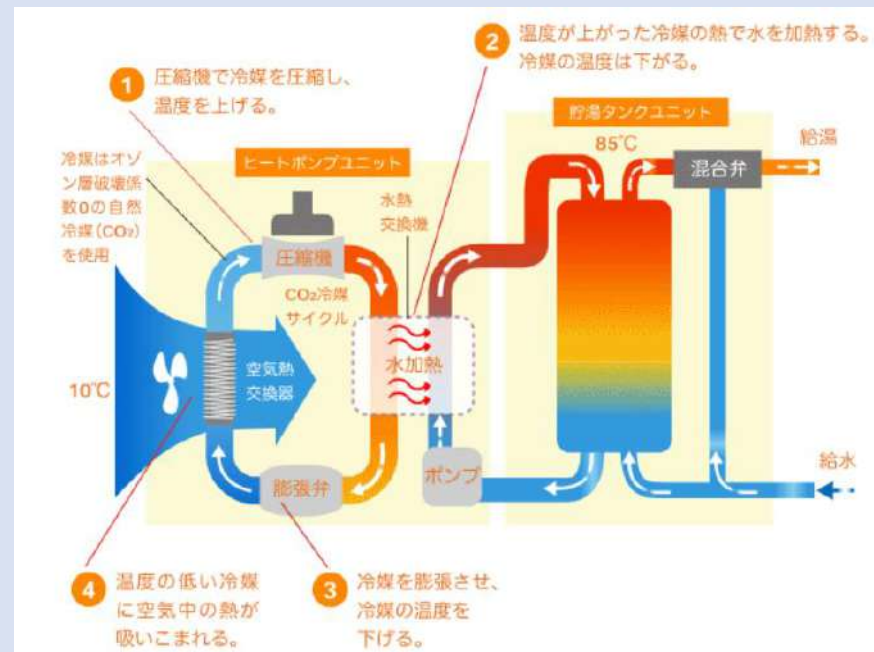 2 温度が上がった冷媒の熱で水を加熱する。
冷媒の温度は下がる。
1 圧縮機で冷媒を圧縮し、
温度を上げる。
貯湯タンクユニット
85℃
給湯
混合弁
ヒートポンプユニット
冷媒はオゾ
ン層破壊係
数0の自然
冷媒(CO₂)
を使用
水熱
交換機
圧縮機
CO₂冷媒
サイクル
水加熱
空気熱
交換器
10℃
膨張弁
ポンプ
給水
4 温度の低い冷媒
に空気中の熱が
吸いこまれる。
3 冷媒を膨張させ、
冷媒の温度を
下げる。